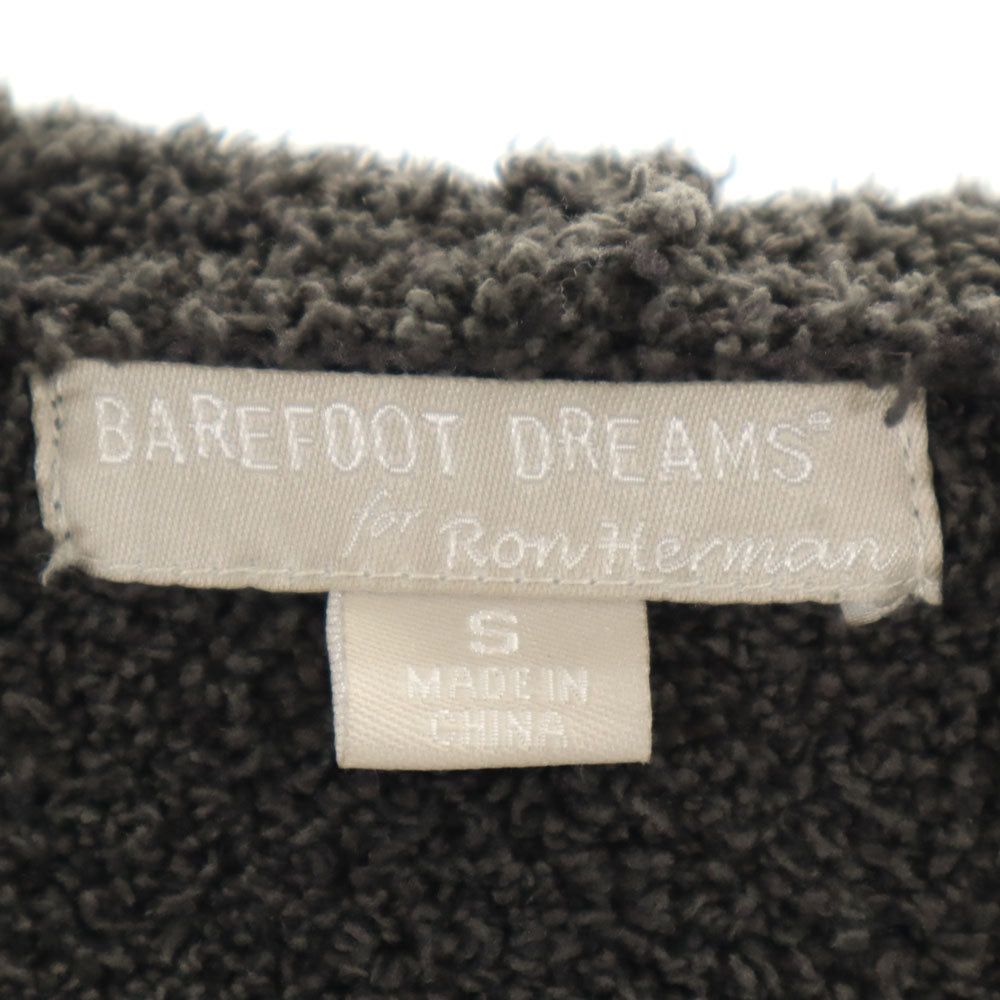 BAREFOOT DREAMS®
for Ron Herman
S
MADE IN
CHINA